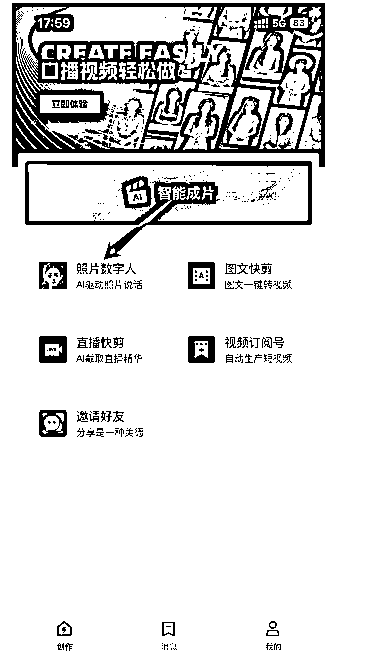 17:59
5G 83
CREATE EAS
口播视频轻松做
立即体验
AI 智能成片
照片数字人
AI驱动照片说话
图文快剪
图文一键转视频
直播快剪
AI截取直播精华
视频订阅号
自动生产短视频
邀请好友
分享是一种美德
创作
消息
我的